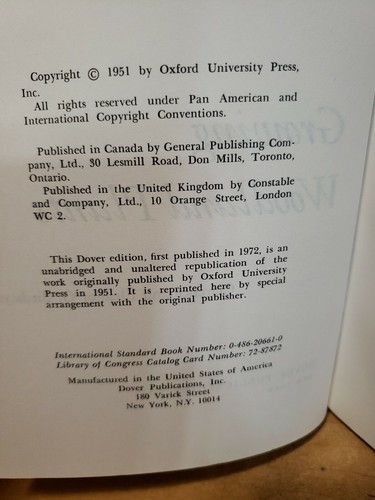 Copyright © 1951 by Oxford University Press,
Inc.
All rights reserved under Pan American and
International Copyright Conventions.
Published in Canada by General Publishing Com-
pany, Ltd., 30 Lesmill Road, Don Mills, Toronto,
Ontario.
Published in the United Kingdom by Constable
and Company, Ltd., 10 Orange Street, London
WC 2.
This Dover edition, first published in 1972, is an
unabridged and unaltered republication of the
work originally published by Oxford University
Press in 1951. It is reprinted here by special
arrangement with the original publisher.
International Standard Book Number: 0-486-20661-0
Library of Congress Catalog Card Number: 72-87872
Manufactured in the United States of America
Dover Publications, Inc.
180 Varick Street
New York, N.Y. 10014